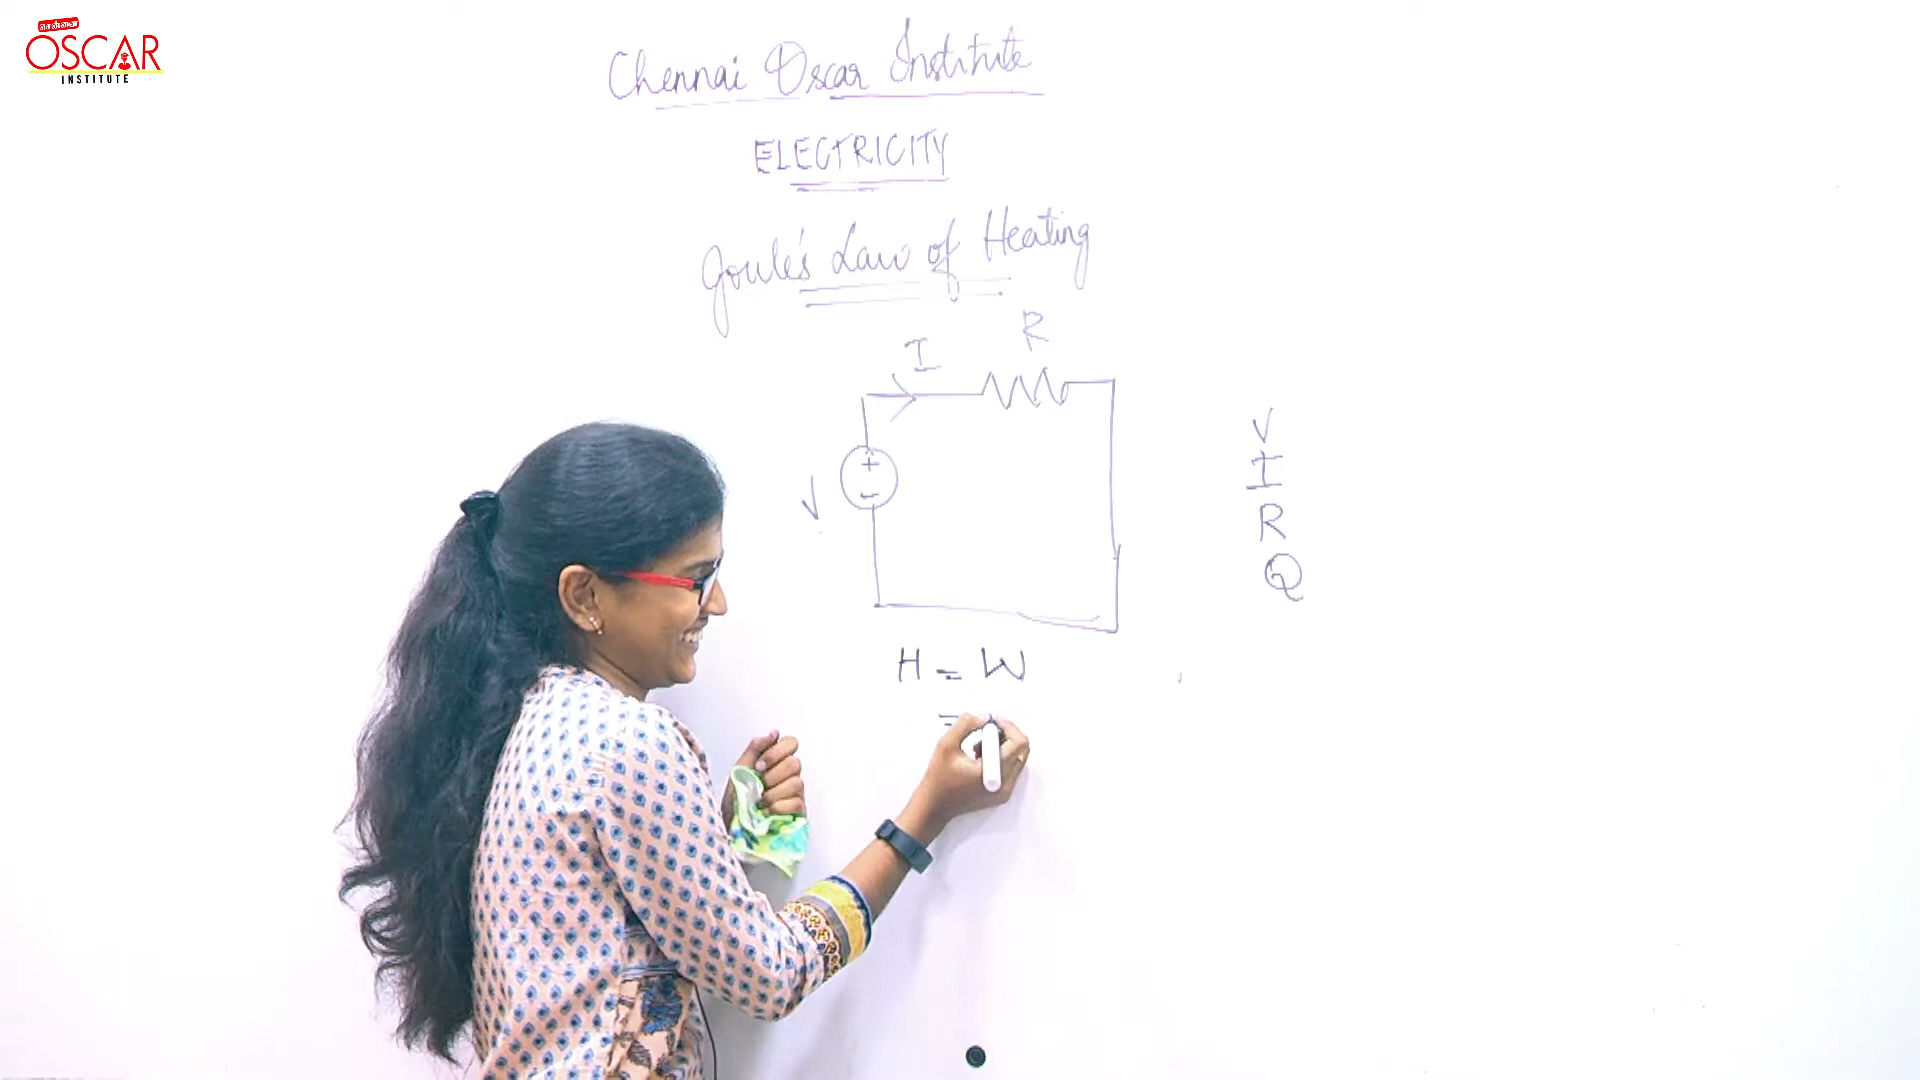 சென்னை
OSCAR
INSTITUTE
Chennai Oscar Institute
ELECTRICITY
Joule's Law of Heating
I
R
V
+
-
V
I
R
Q
H = W
=